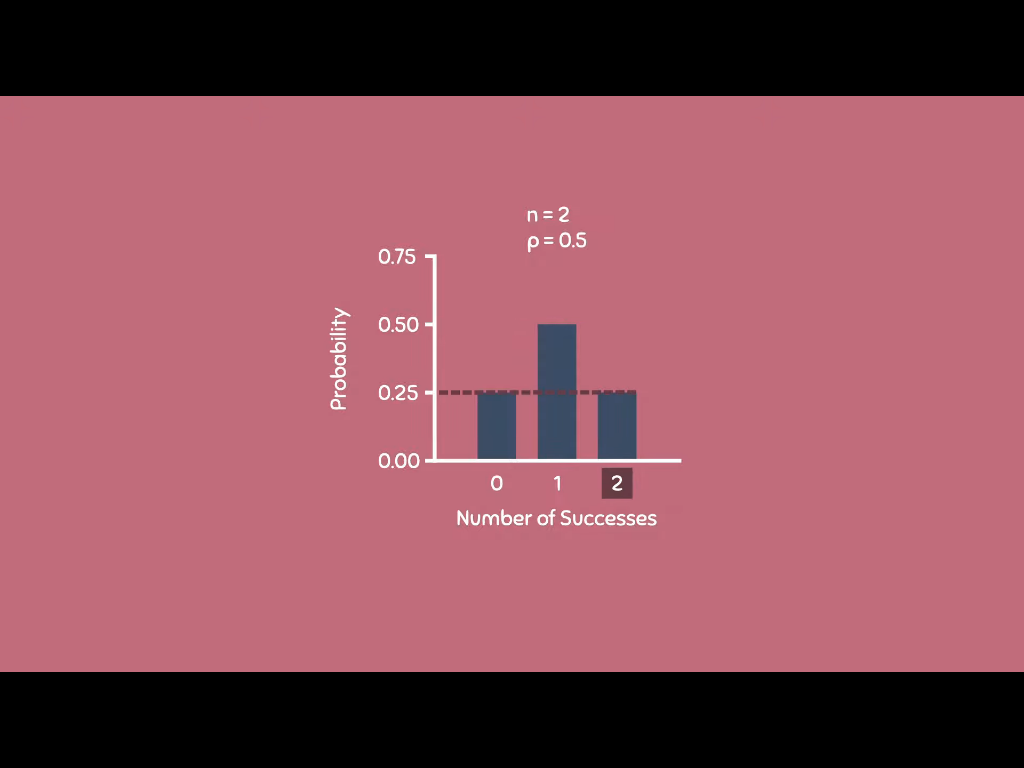 n = 2
ρ = 0.5
0.75
0.50
0.25
0.00
Probability
0 1 2
Number of Successes